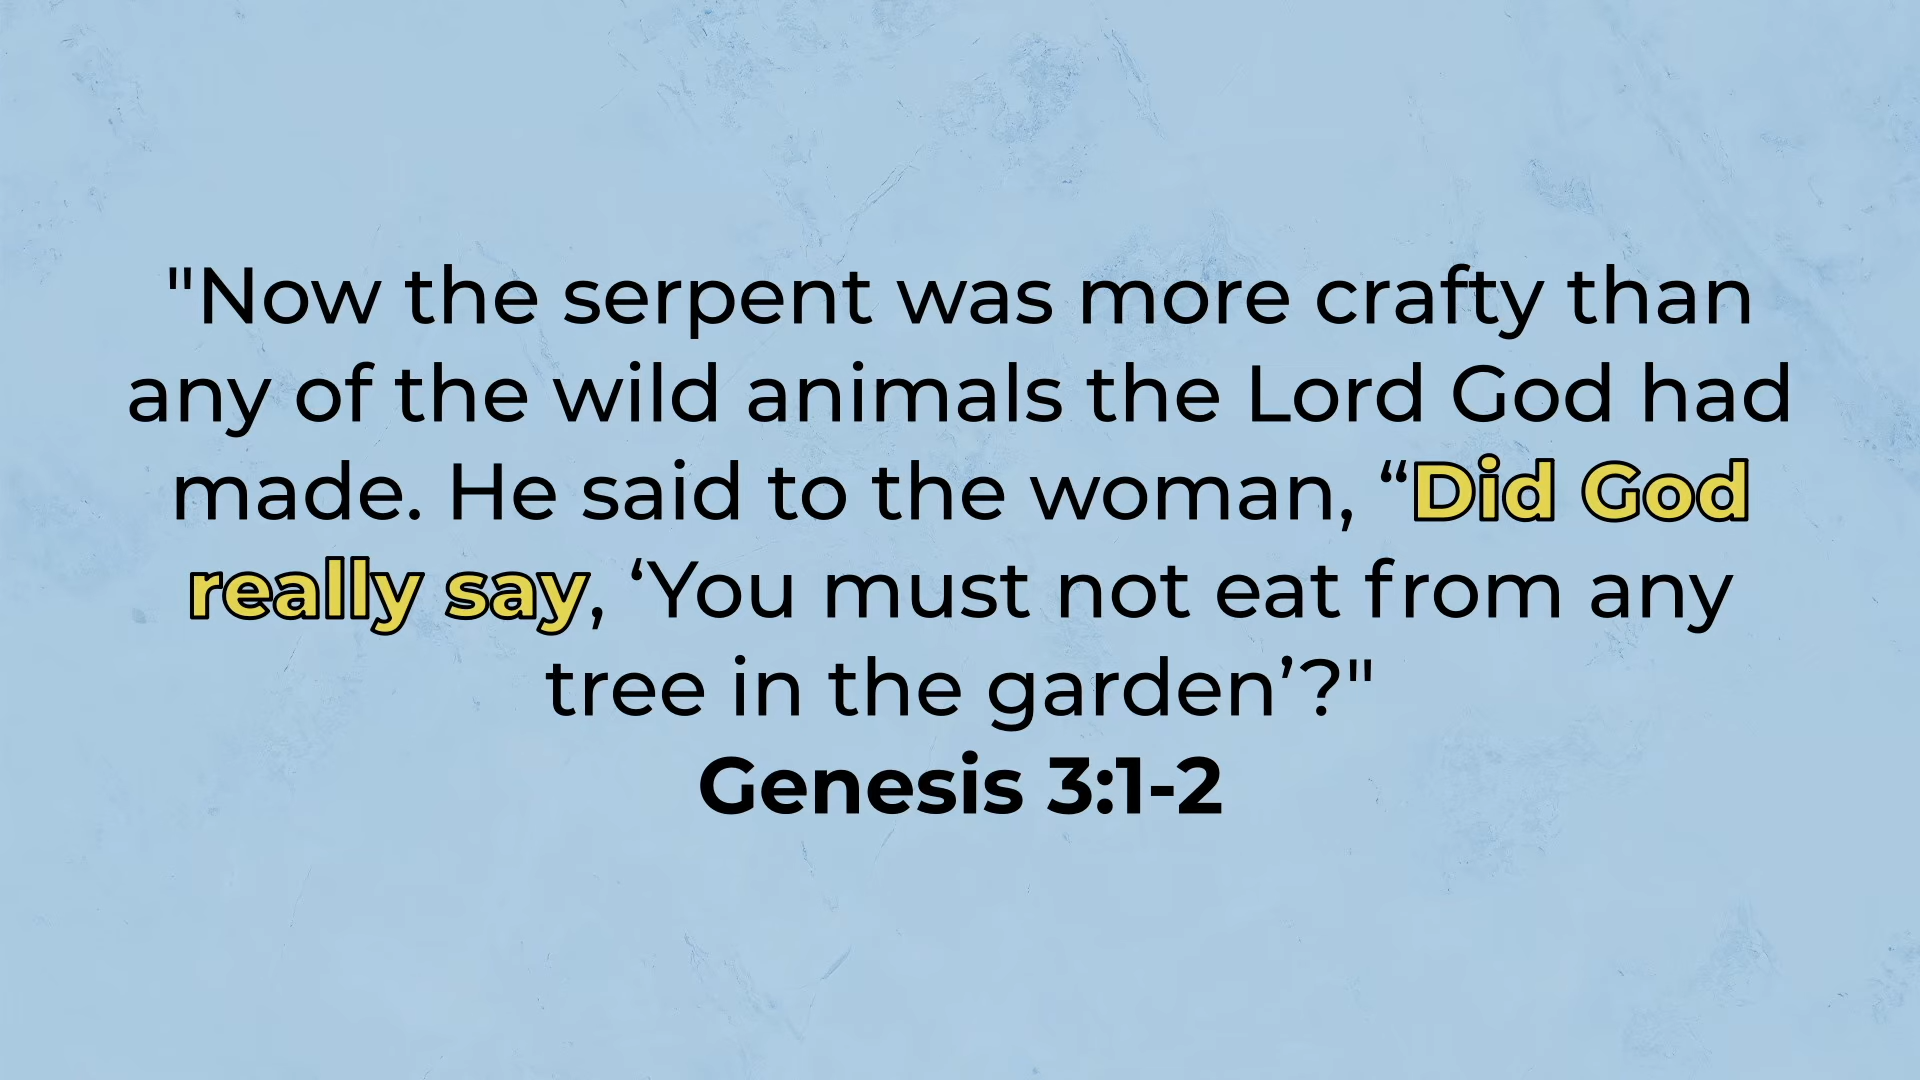 "Now the serpent was more crafty than
any of the wild animals the Lord God had
made. He said to the woman, “Did God
really say, ‘You must not eat from any
tree in the garden’?"
Genesis 3:1-2